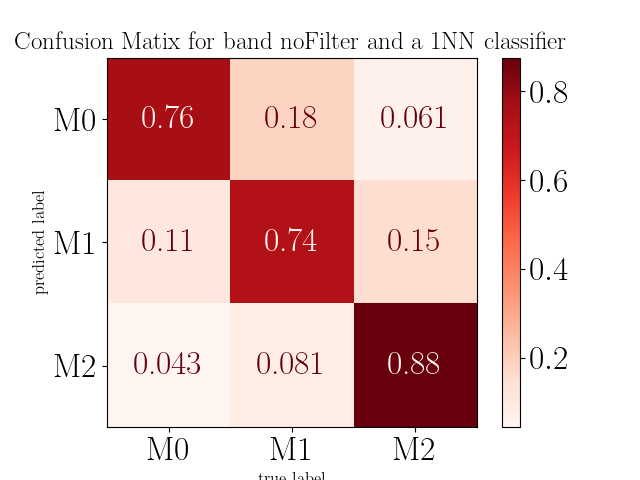 Confusion Matix for band noFilter and a 1NN classifier
M0 0.76 0.18 0.061 0.8
0.6
predicted label
M1 0.11 0.74 0.15
0.4
M2 0.043 0.081 0.88 0.2
M0 M1 M2
true label